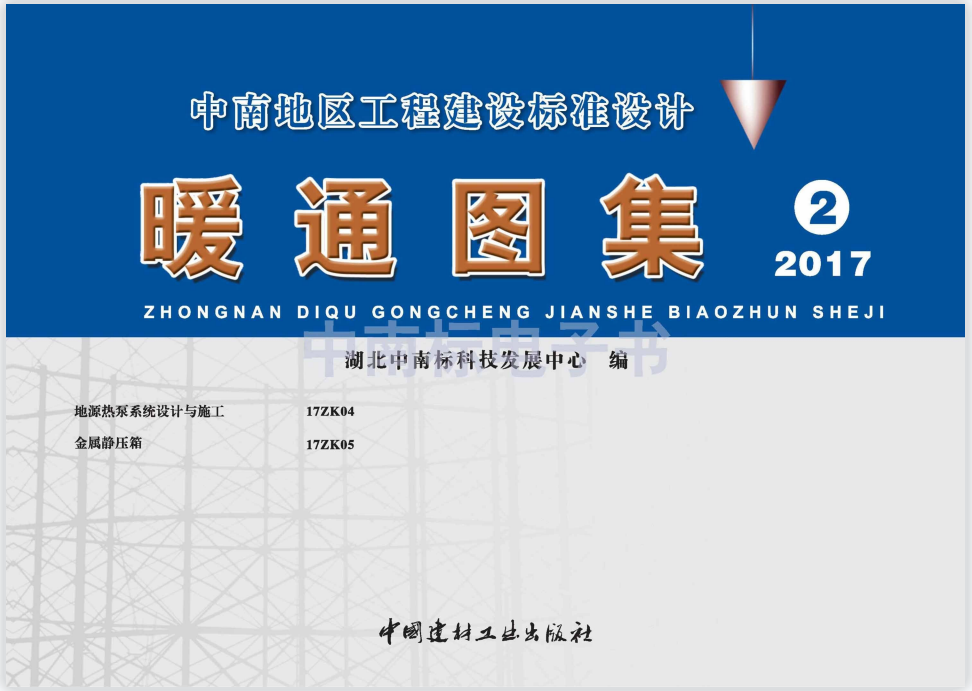 中南地区工程建设标准设计
暖通图集
2
2017
ZHONGNAN DIQU GONGCHENG JIANSHE BIAOZHUN SHEJI
中南标电子书
湖北中南标科技发展中心 编
地源热泵系统设计与施工 17ZK04
金属静压箱 17ZK05
中国建材工业出版社